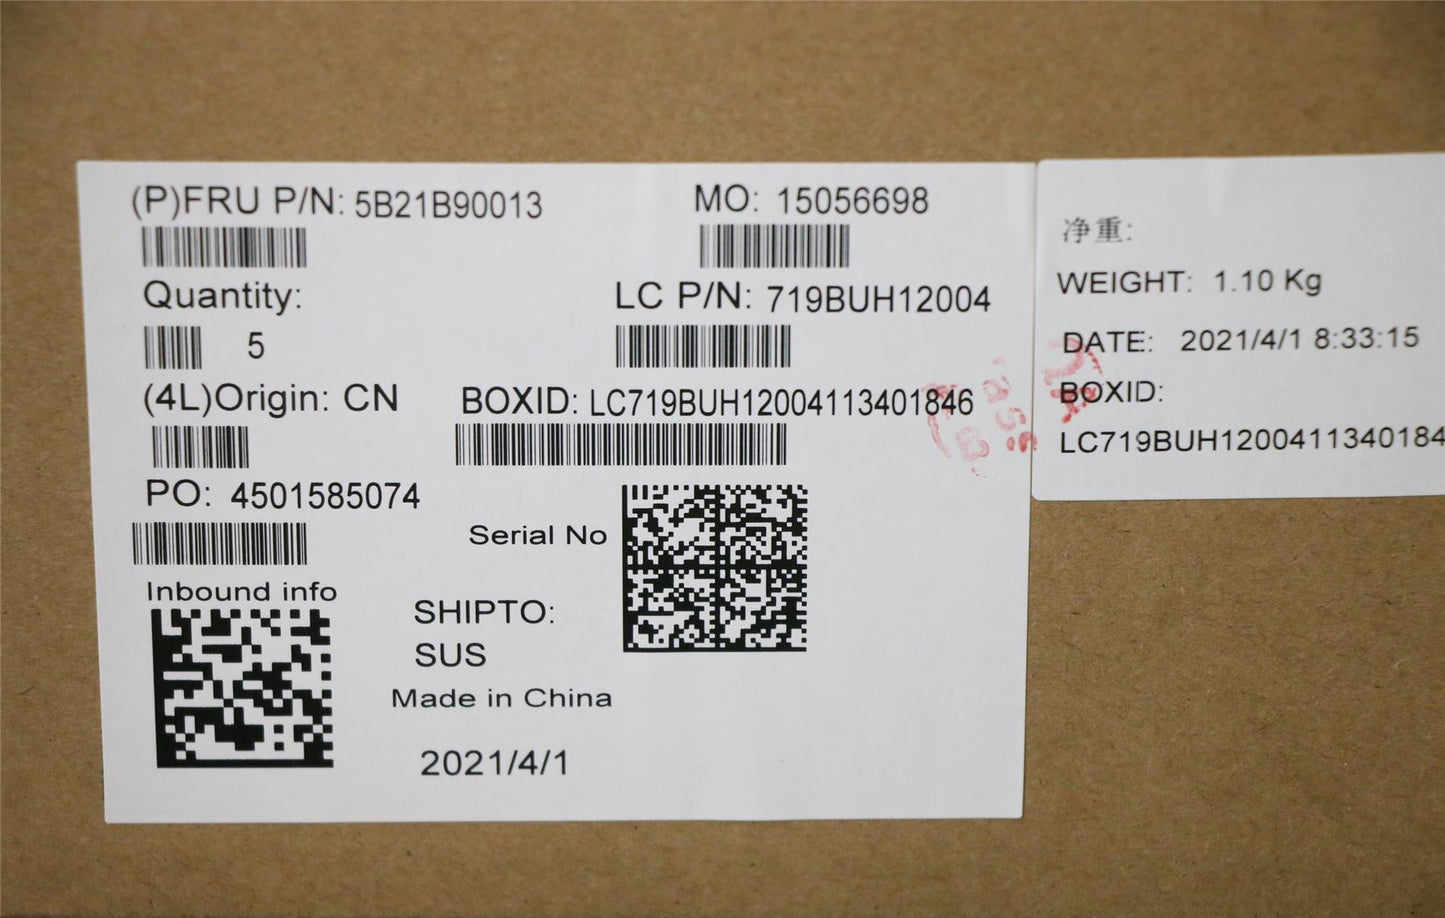 (P)FRU P/N: 5B21B90013
MO: 15056698
Quantity:
5
LC P/N: 719BUH12004
(4L)Origin: CN
BOXID: LC719BUH12004113401846
PO: 4501585074
Serial No
Inbound info
SHIPTO:
SUS
Made in China
2021/4/1
净重:
WEIGHT: 1.10 Kg
DATE: 2021/4/1 8:33:15
BOXID:
LC719BUH1200411340184